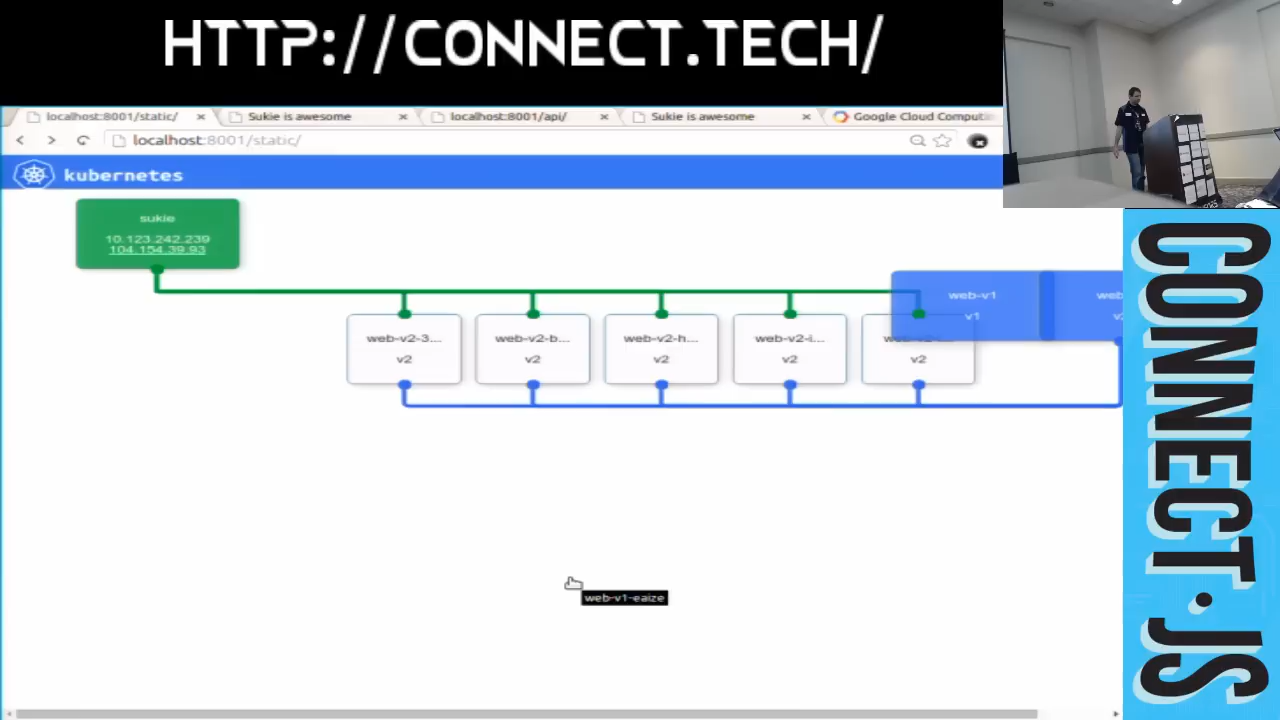 HTTP://CONNECT.TECH/
localhost:8001/static/
Sukie is awesome
localhost:8001/api/
Sukie is awesome
Google Cloud Computin
localhost:8001/static/
kubernetes
sukie
10.123.242.239
104.154.39.93
web-v1
v1
web-v2-3...
v2
web-v2-b...
v2
web-v2-h...
v2
web-v2-i...
v2
v2
web-v1-eaize
CONNECT.JS